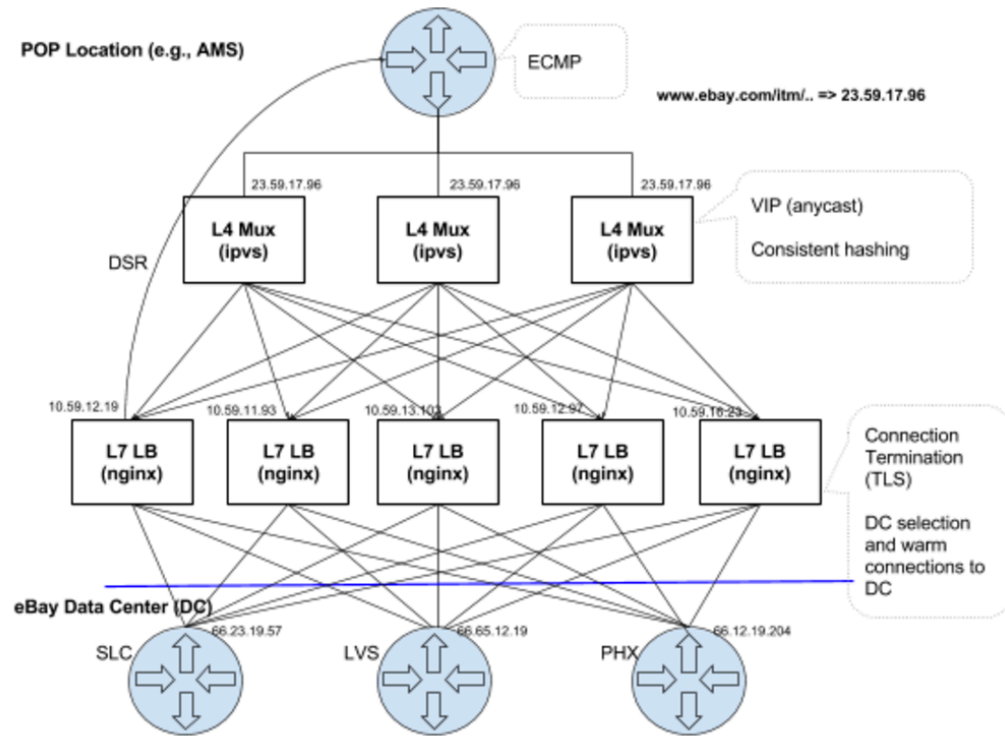 POP Location (e.g., AMS)
ECMP
www.ebay.com/itm/.. => 23.59.17.96
23.59.17.96
23.59.17.96
23.59.17.96
L4 Mux
(ipvs)
L4 Mux
(ipvs)
L4 Mux
(ipvs)
VIP (anycast)
Consistent hashing
DSR
10.59.12.19
10.59.11.93
10.59.13.102
10.59.12.97
10.59.16.23
L7 LB
(nginx)
L7 LB
(nginx)
L7 LB
(nginx)
L7 LB
(nginx)
L7 LB
(nginx)
Connection
Termination
(TLS)
DC selection
and warm
connections to
DC
eBay Data Center (DC)
66.23.19.57
66.65.12.19
66.12.19.204
SLC
LVS
PHX